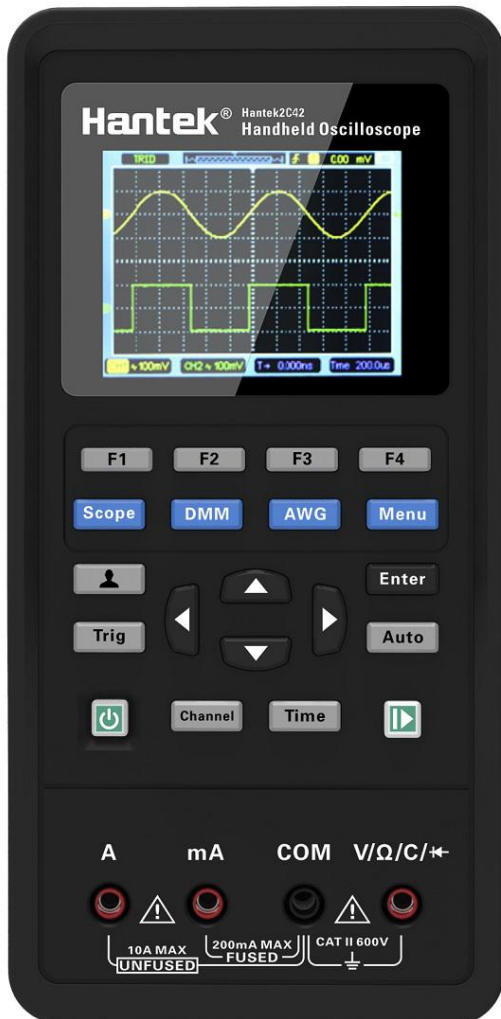 Hantek® Hantek2C42
Handheld Oscilloscope
TRID 0.00 mV
100mV CH2 100mV T→ 0.000ns Time 200.0us
F1 F2 F3 F4
Scope DMM AWG Menu
Enter
Trig Auto
Channel Time
A mA COM V/Ω/C/
10A MAX 200mA MAX CAT II 600V
UNFUSED FUSED